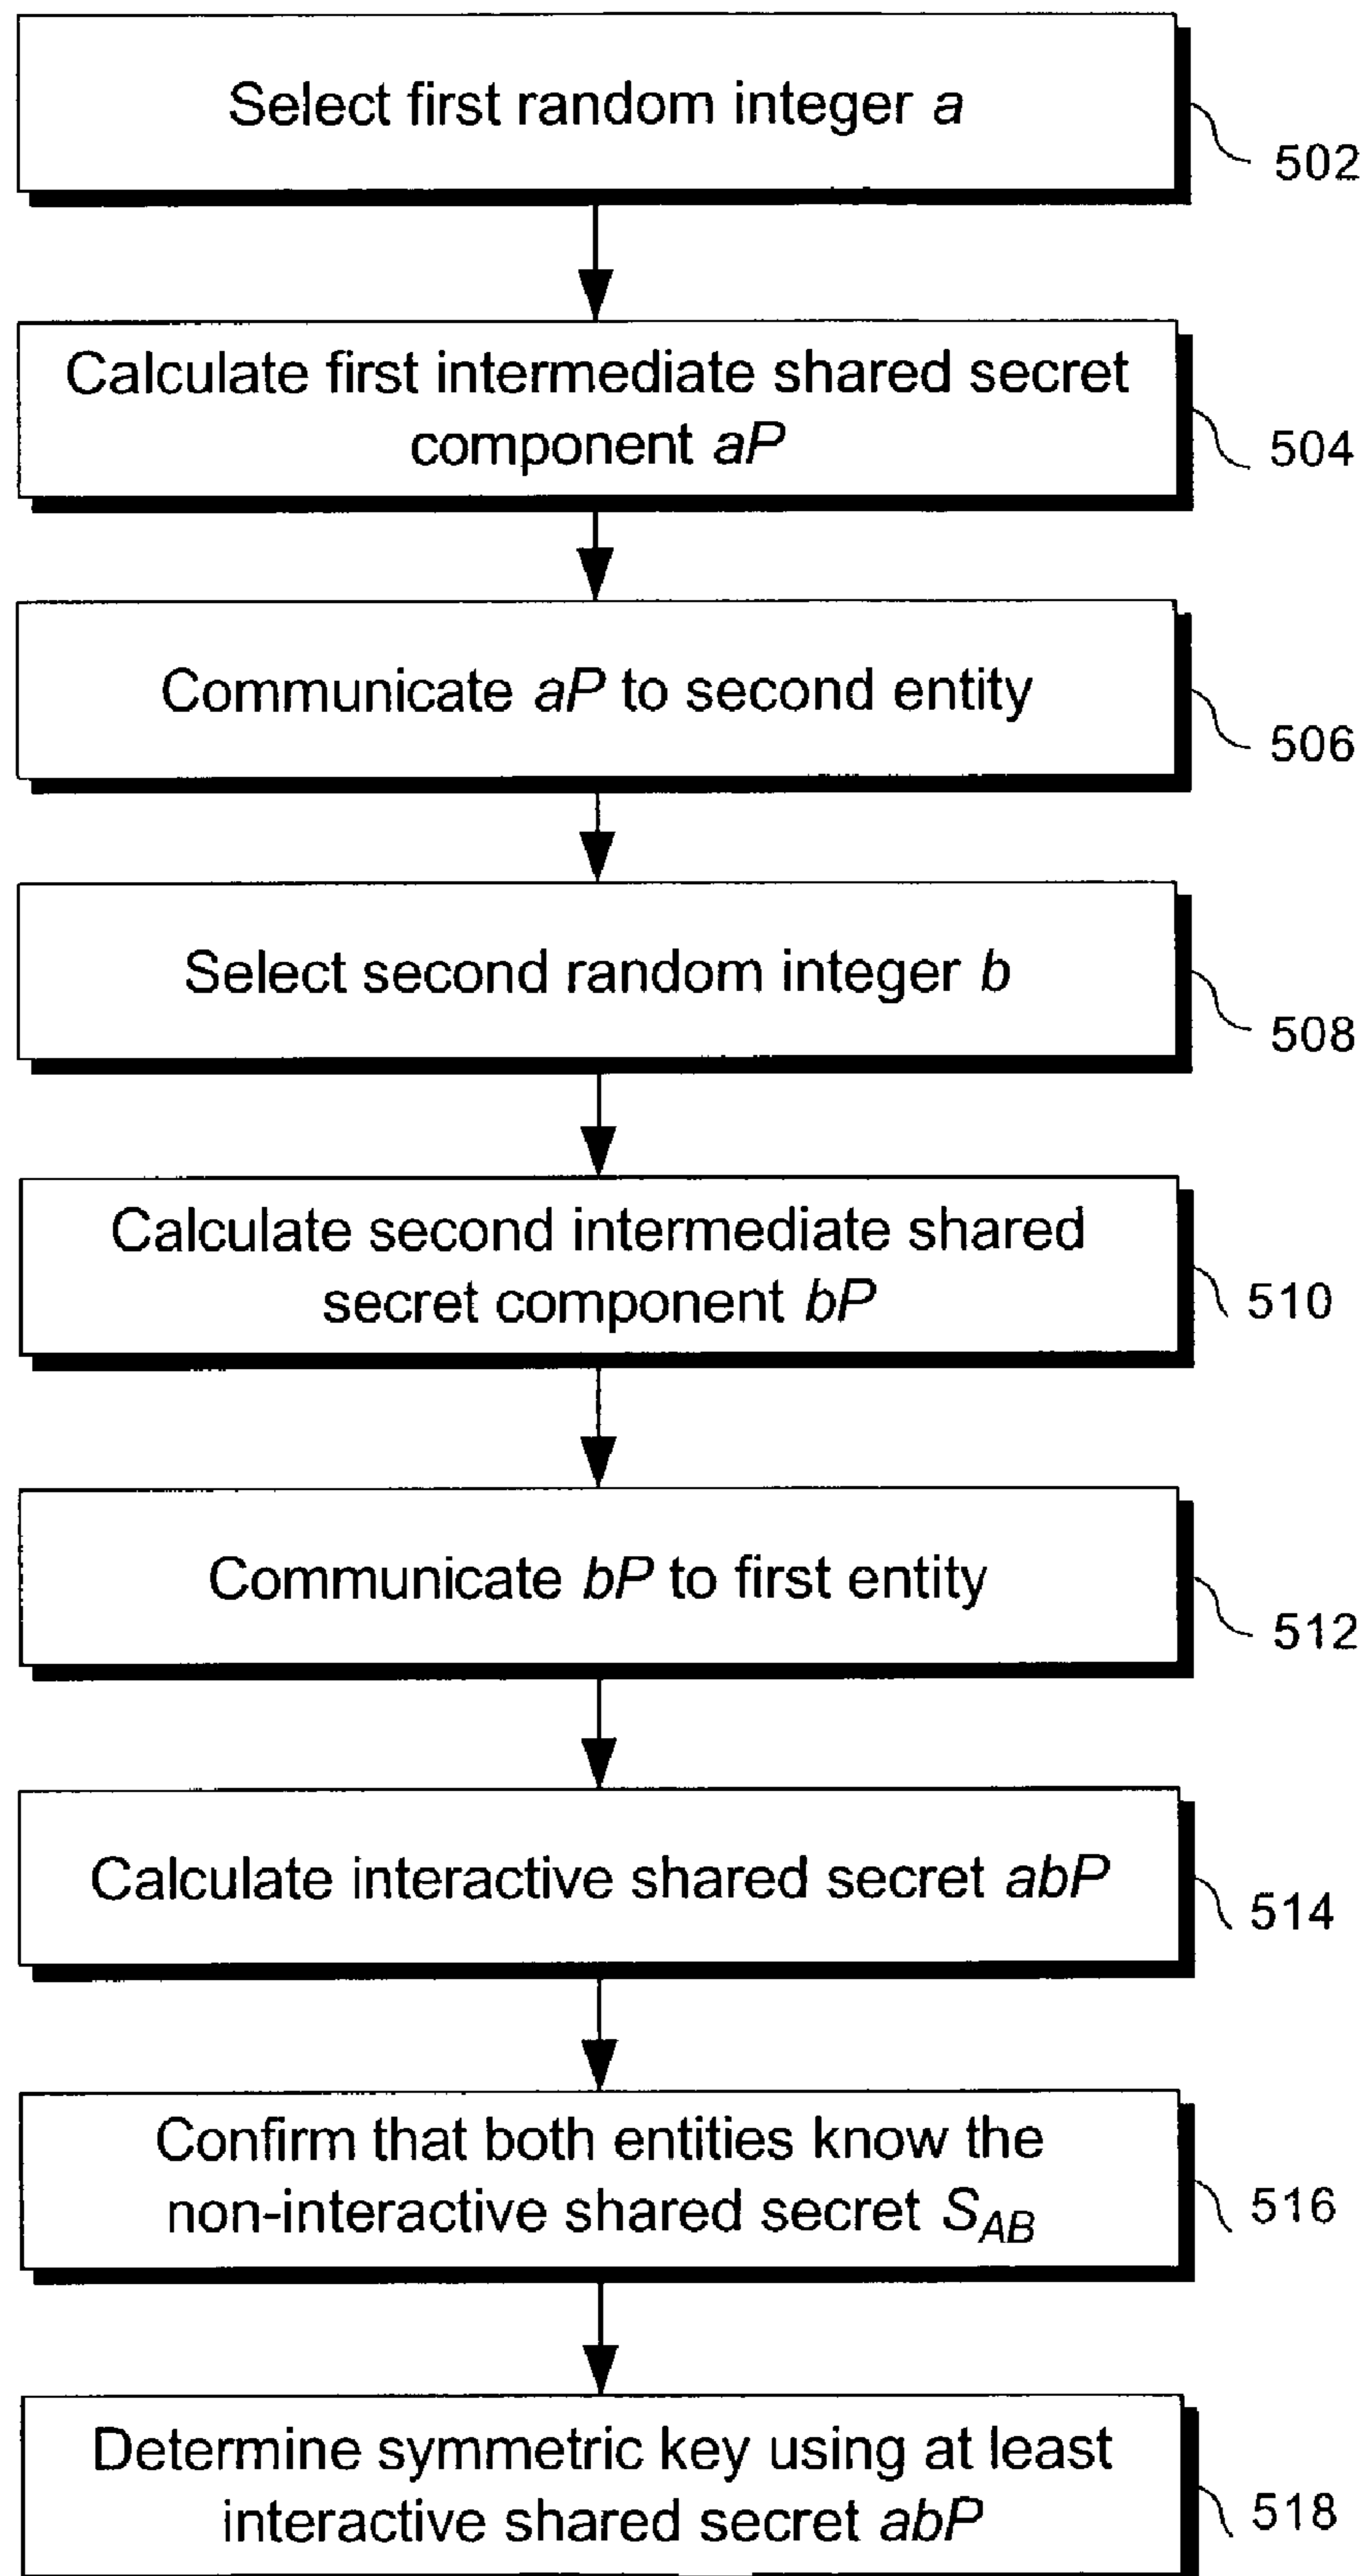 Select first random integer a
502
Calculate first intermediate shared secret
component aP
504
Communicate aP to second entity
506
Select second random integer b
508
Calculate second intermediate shared
secret component bP
510
Communicate bP to first entity
512
Calculate interactive shared secret abP
514
Confirm that both entities know the
non-interactive shared secret S_AB
516
Determine symmetric key using at least
interactive shared secret abP
518